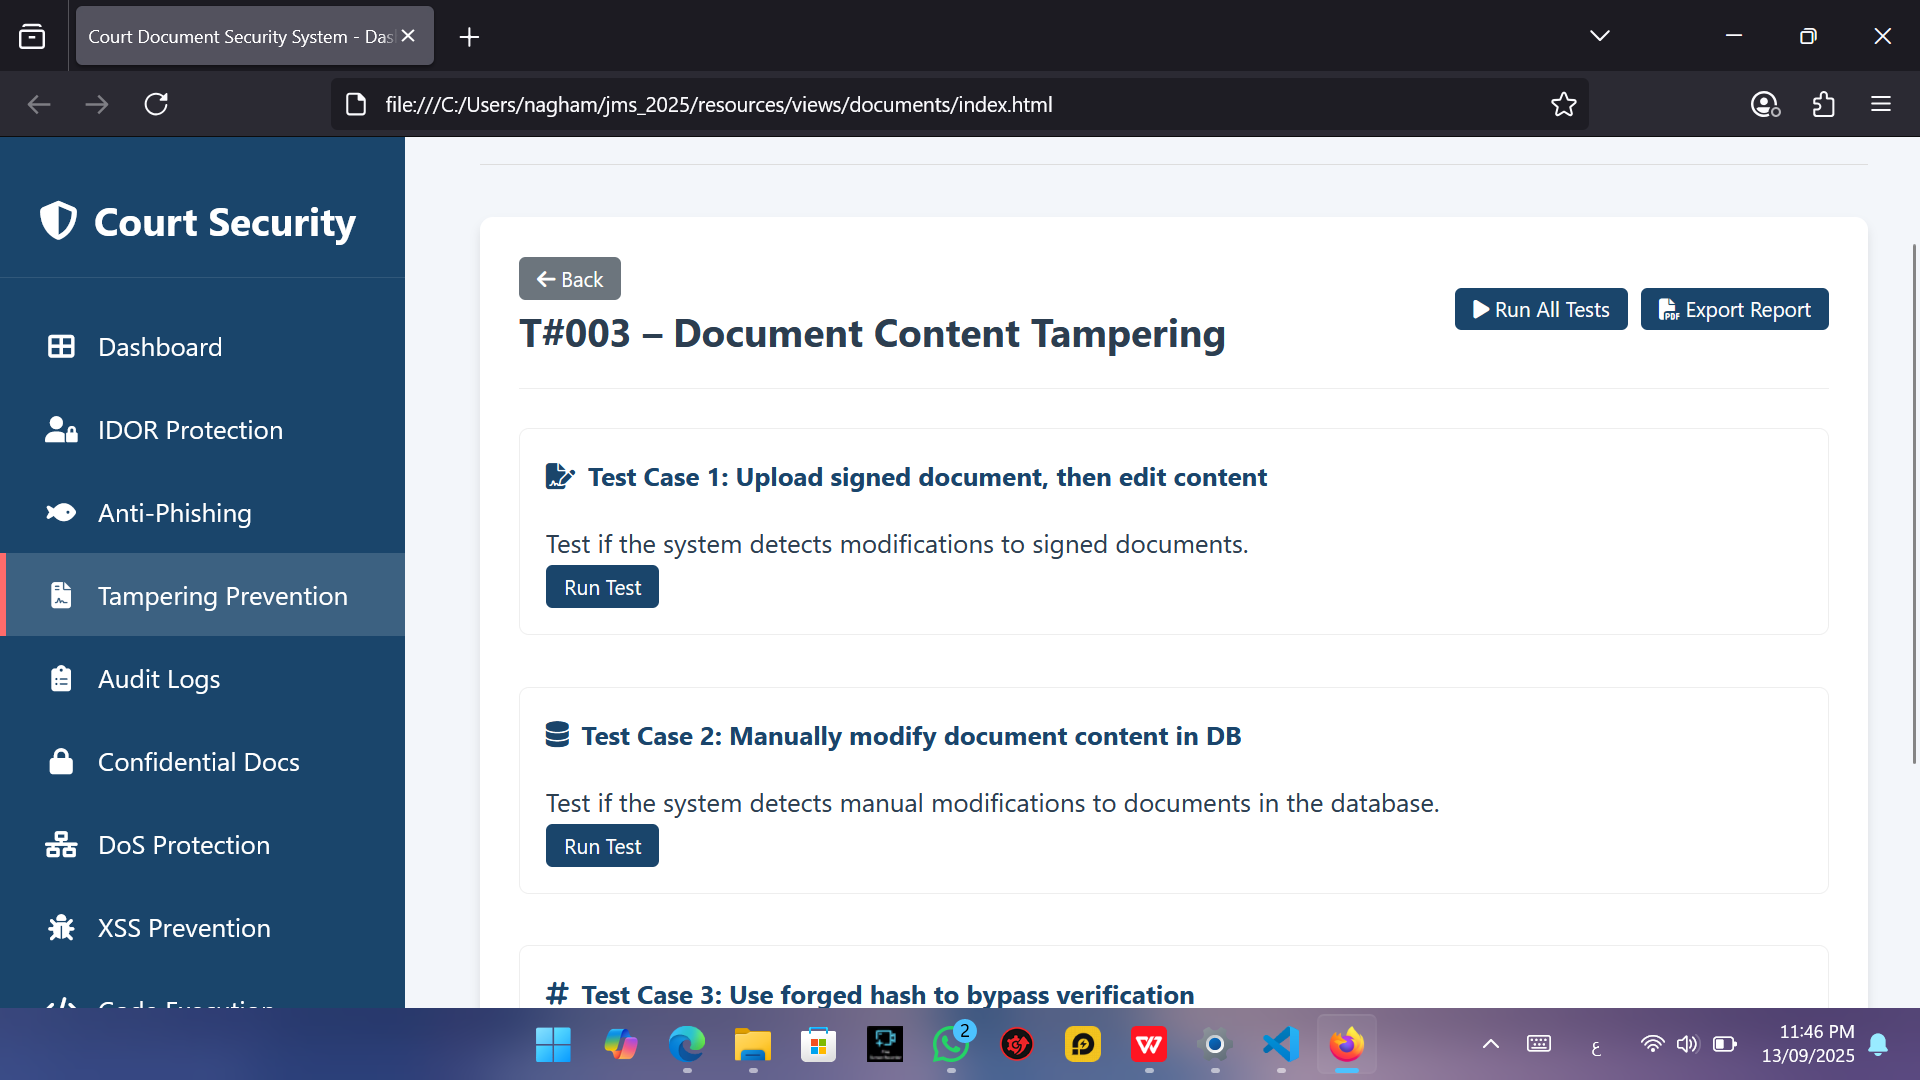 Court Document Security System - Das
file:///C:/Users/nagham/jms_2025/resources/views/documents/index.html
Court Security
Dashboard
IDOR Protection
Anti-Phishing
Tampering Prevention
Audit Logs
Confidential Docs
DoS Protection
XSS Prevention
Code Execution
Back
T#003 – Document Content Tampering
Run All Tests
Export Report
Test Case 1: Upload signed document, then edit content
Test if the system detects modifications to signed documents.
Run Test
Test Case 2: Manually modify document content in DB
Test if the system detects manual modifications to documents in the database.
Run Test
# Test Case 3: Use forged hash to bypass verification
2
ع
11:46 PM
13/09/2025